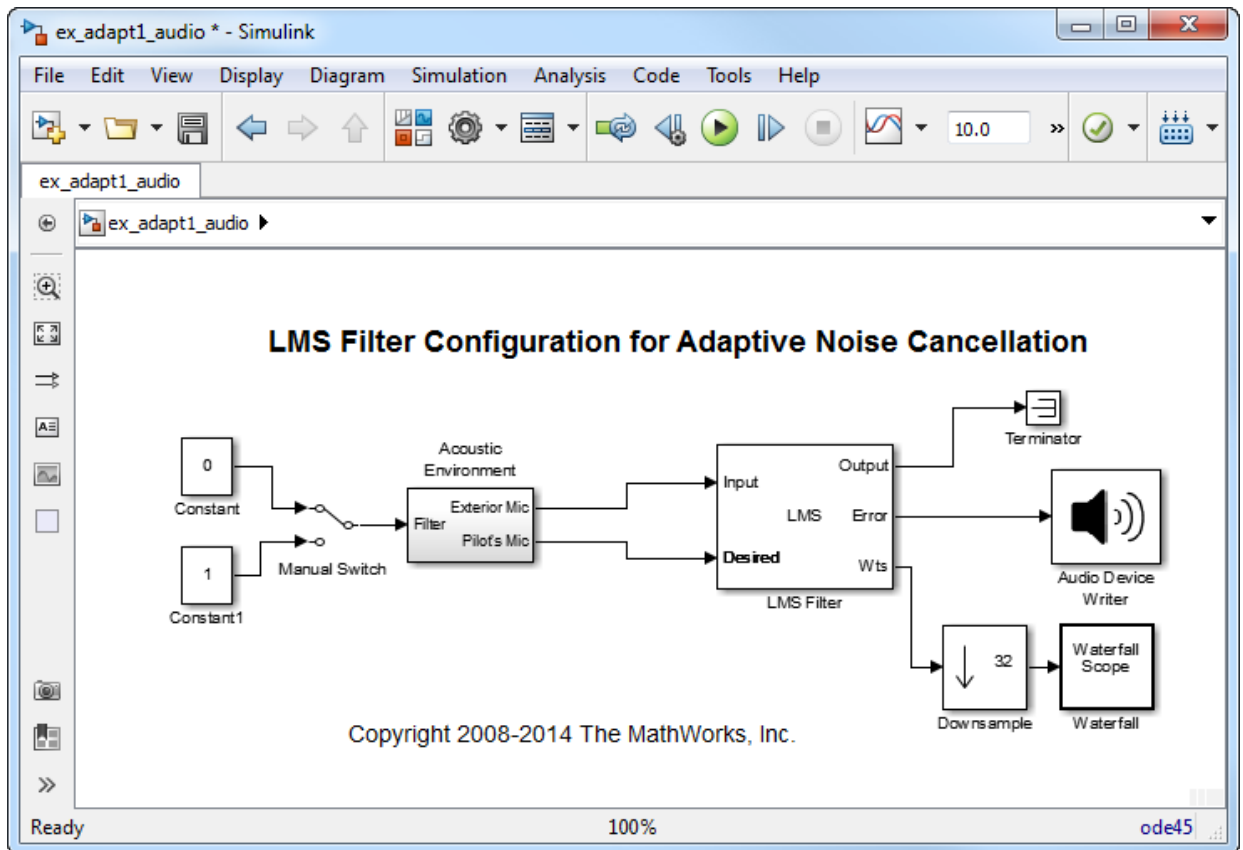 ex_adapt1_audio * - Simulink
File Edit View Display Diagram Simulation Analysis Code Tools Help
10.0 »
ex_adapt1_audio
ex_adapt1_audio
LMS Filter Configuration for Adaptive Noise Cancellation
0
Constant
1
Constant1
Manual Switch
Acoustic
Environment
Filter
Exterior Mic
Pilot's Mic
Input
Desired
LMS
Output
Error
Wts
LMS Filter
Terminator
Audio Device
Writer
32
Downsample
Waterfall
Scope
Waterfall
Copyright 2008-2014 The MathWorks, Inc.
Ready 100% ode45